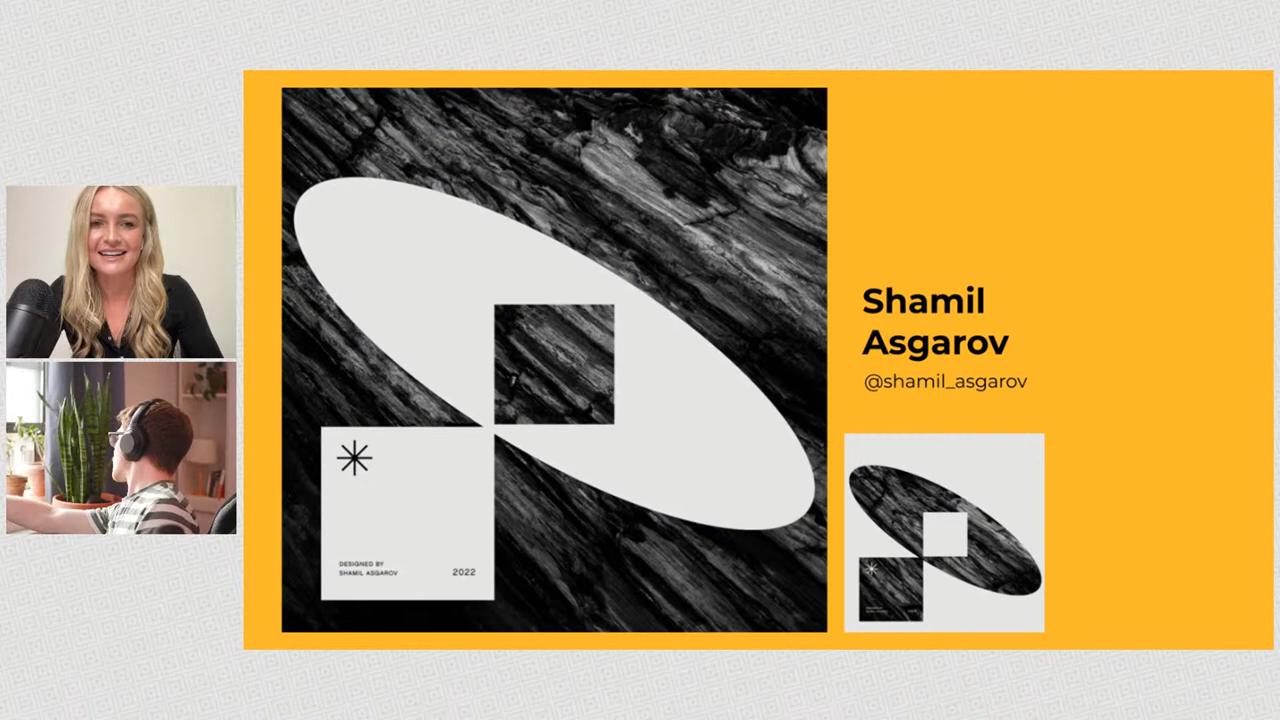 Shamil
Asgarov
@shamil_asgarov
DESIGNED BY
SHAMIL ASGAROV
2022